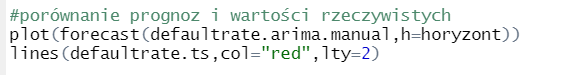 #porównanie prognoz i wartości rzeczywistych
plot(forecast(defaultrate.arima.manual,h=horyzont))
lines(defaultrate.ts,col="red",lty=2)